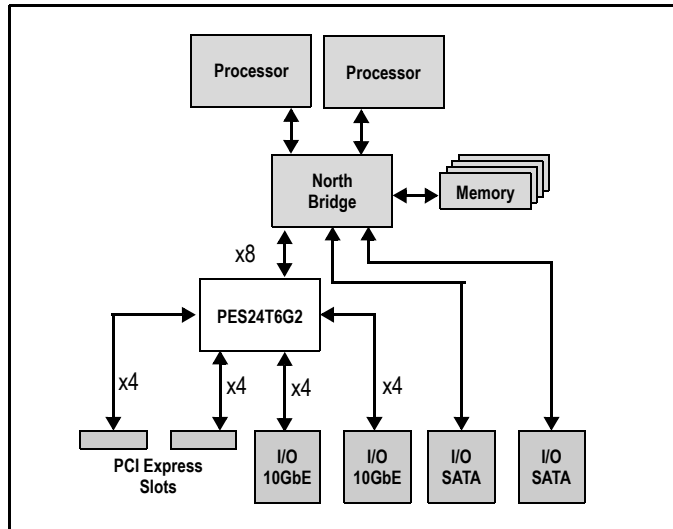 Processor
Processor
North
Bridge
Memory
x8
PES24T6G2
x4
x4
x4
x4
PCI Express
Slots
I/O
10GbE
I/O
10GbE
I/O
SATA
I/O
SATA